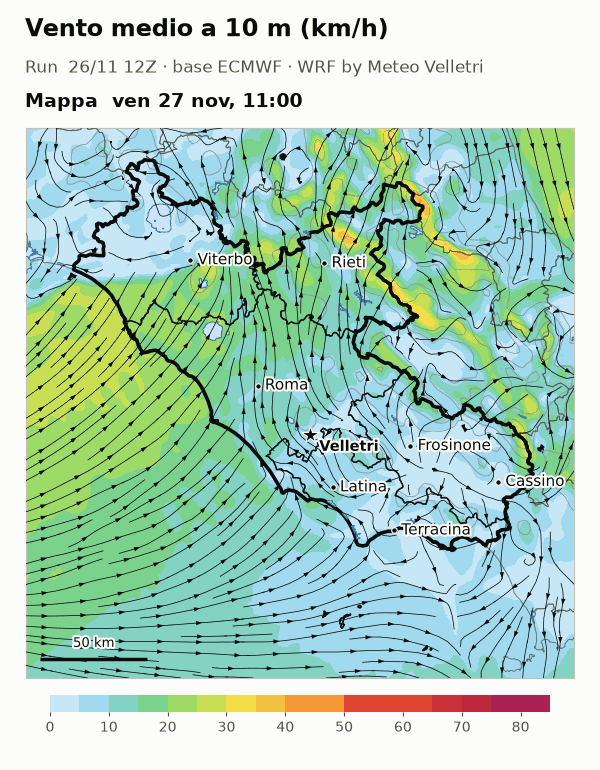 Vento medio a 10 m (km/h)
Run  26/11 12Z · base ECMWF · WRF by Meteo Velletri
Mappa  ven 27 nov, 11:00
Viterbo
Rieti
Roma
Velletri
Frosinone
Cassino
Latina
Terracina
50 km
0 10 20 30 40 50 60 70 80